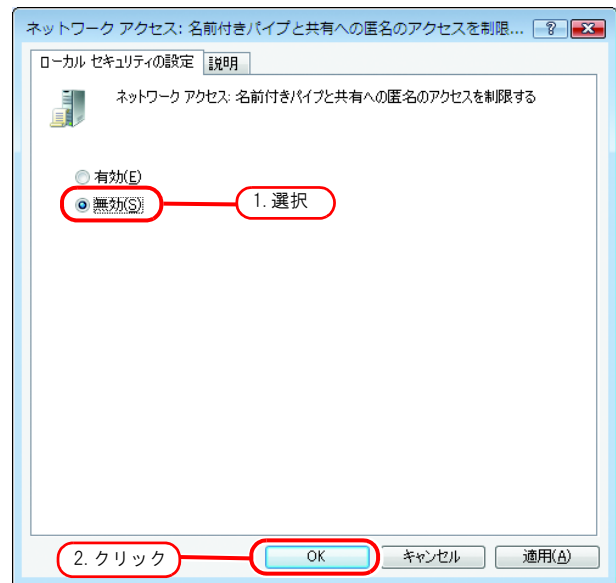 ネットワーク アクセス: 名前付きパイプと共有への匿名のアクセスを制限...
ローカル セキュリティの設定 説明
ネットワーク アクセス: 名前付きパイプと共有への匿名のアクセスを制限する
有効(E)
無効(S) 1. 選択
2. クリック OK キャンセル 適用(A)